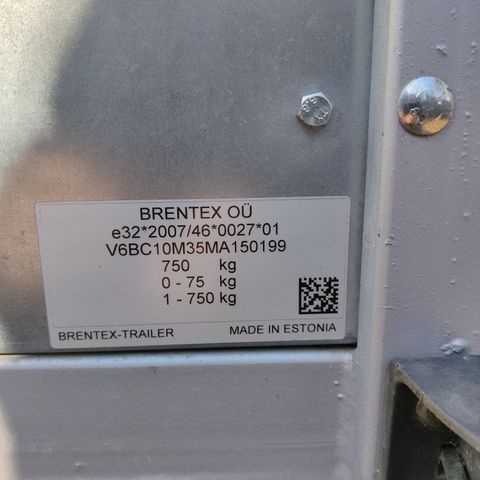 BRENTEX OÜ
e32*2007/46*0027*01
V6BC10M35MA150199
750 kg
0 - 75 kg
1 - 750 kg
BRENTEX-TRAILER MADE IN ESTONIA